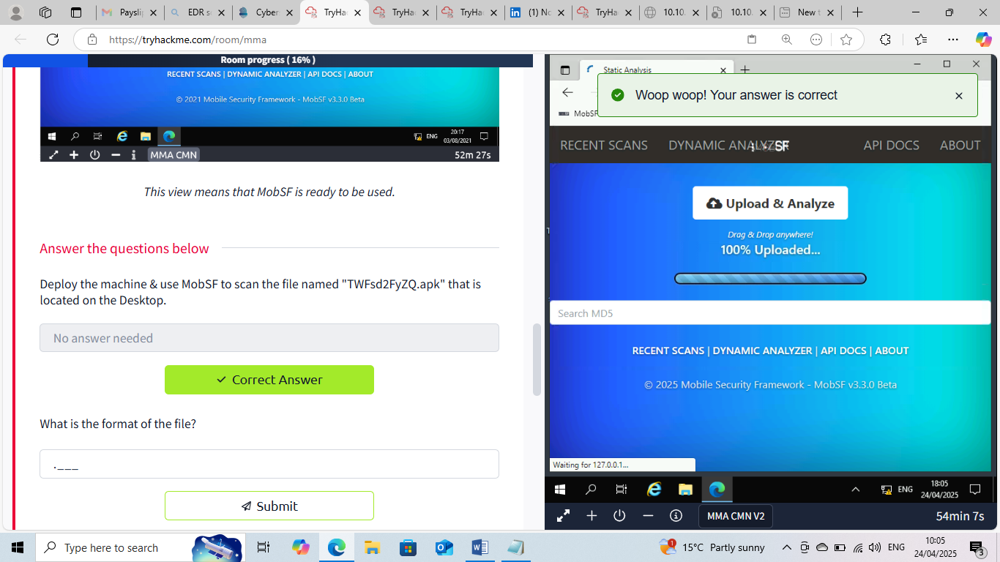 Paysli
EDR s
Cyber
TryHa
TryHa
TryHa
(1) No
TryHa
10.10.
10.10.
New t
https://tryhackme.com/room/mma
Room progress ( 16% )
RECENT SCANS | DYNAMIC ANALYZER | API DOCS | ABOUT
© 2021 Mobile Security Framework - MobSF v3.3.0 Beta
ENG
20:17
03/08/2021
MMA CMN
52m 27s
This view means that MobSF is ready to be used.
Answer the questions below
Deploy the machine & use MobSF to scan the file named "TWFsd2FyZQ.apk" that is
located on the Desktop.
No answer needed
Correct Answer
What is the format of the file?
.___
Submit
Static Analysis
Woop woop! Your answer is correct
MobSF
RECENT SCANS
DYNAMIC ANALYZER
API DOCS
ABOUT
Upload & Analyze
Drag & Drop anywhere!
100% Uploaded...
Search MD5
RECENT SCANS | DYNAMIC ANALYZER | API DOCS | ABOUT
© 2025 Mobile Security Framework - MobSF v3.3.0 Beta
Waiting for 127.0.0.1...
ENG
18:05
24/04/2025
MMA CMN V2
54min 7s
Type here to search
1
15°C Partly sunny
ENG
10:05
24/04/2025
3